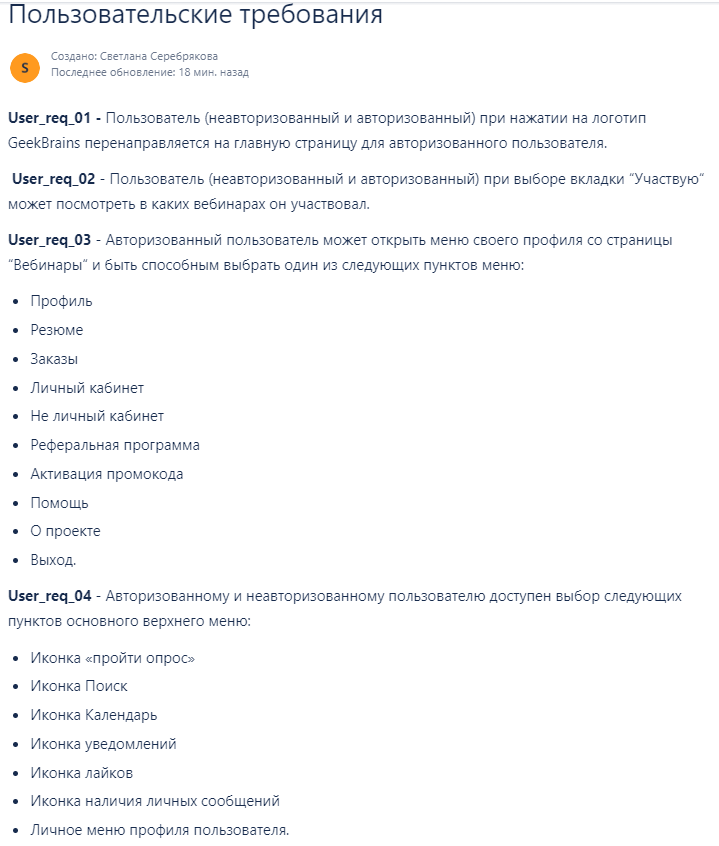 Пользовательские требования
S
Создано: Светлана Серебрякова
Последнее обновление: 18 мин. назад
User_req_01 - Пользователь (неавторизованный и авторизованный) при нажатии на логотип
GeekBrains перенаправляется на главную страницу для авторизованного пользователя.
User_req_02 - Пользователь (неавторизованный и авторизованный) при выборе вкладки “Участвую”
может посмотреть в каких вебинарах он участвовал.
User_req_03 - Авторизованный пользователь может открыть меню своего профиля со страницы
“Вебинары” и быть способным выбрать один из следующих пунктов меню:
• Профиль
• Резюме
• Заказы
• Личный кабинет
• Не личный кабинет
• Реферальная программа
• Активация промокода
• Помощь
• О проекте
• Выход.
User_req_04 - Авторизованному и неавторизованному пользователю доступен выбор следующих
пунктов основного верхнего меню:
• Иконка «пройти опрос»
• Иконка Поиск
• Иконка Календарь
• Иконка уведомлений
• Иконка лайков
• Иконка наличия личных сообщений
• Личное меню профиля пользователя.